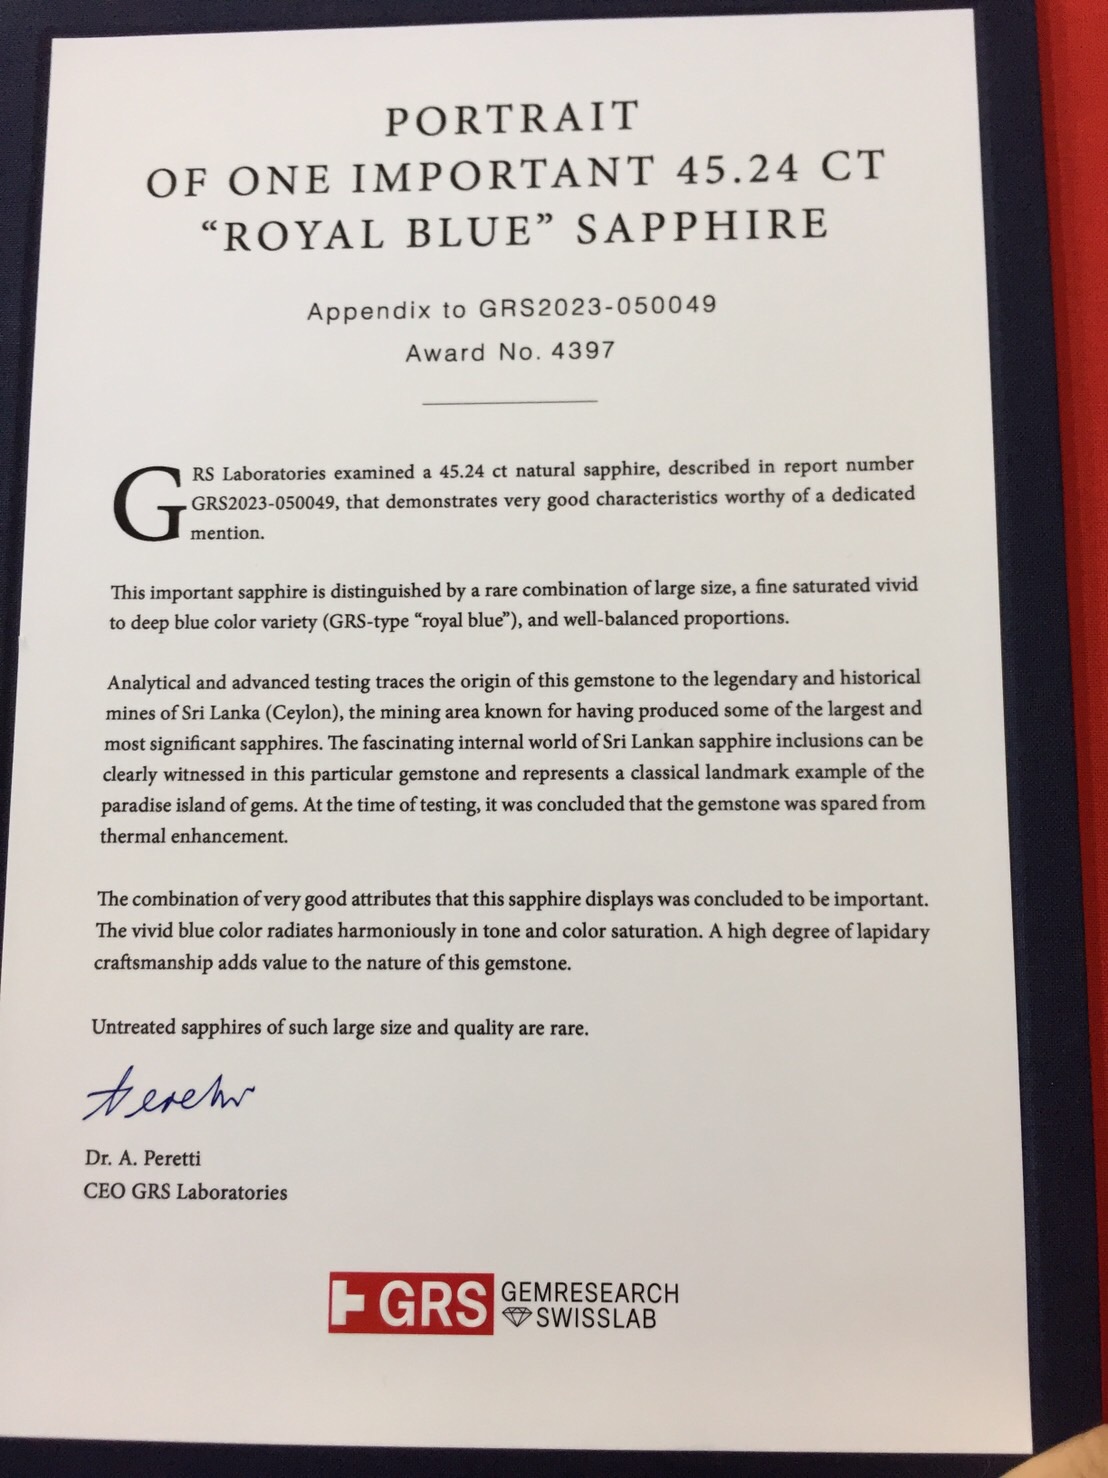 PORTRAIT
OF ONE IMPORTANT 45.24 CT
“ROYAL BLUE” SAPPHIRE
Appendix to GRS2023-050049
Award No. 4397
GRS Laboratories examined a 45.24 ct natural sapphire, described in report number
GRS2023-050049, that demonstrates very good characteristics worthy of a dedicated
mention.
This important sapphire is distinguished by a rare combination of large size, a fine saturated vivid
to deep blue color variety (GRS-type “royal blue”), and well-balanced proportions.
Analytical and advanced testing traces the origin of this gemstone to the legendary and historical
mines of Sri Lanka (Ceylon), the mining area known for having produced some of the largest and
most significant sapphires. The fascinating internal world of Sri Lankan sapphire inclusions can be
clearly witnessed in this particular gemstone and represents a classical landmark example of the
paradise island of gems. At the time of testing, it was concluded that the gemstone was spared from
thermal enhancement.
The combination of very good attributes that this sapphire displays was concluded to be important.
The vivid blue color radiates harmoniously in tone and color saturation. A high degree of lapidary
craftsmanship adds value to the nature of this gemstone.
Untreated sapphires of such large size and quality are rare.
Dr. A. Peretti
CEO GRS Laboratories
GRS GEMRESEARCH
SWISSLAB